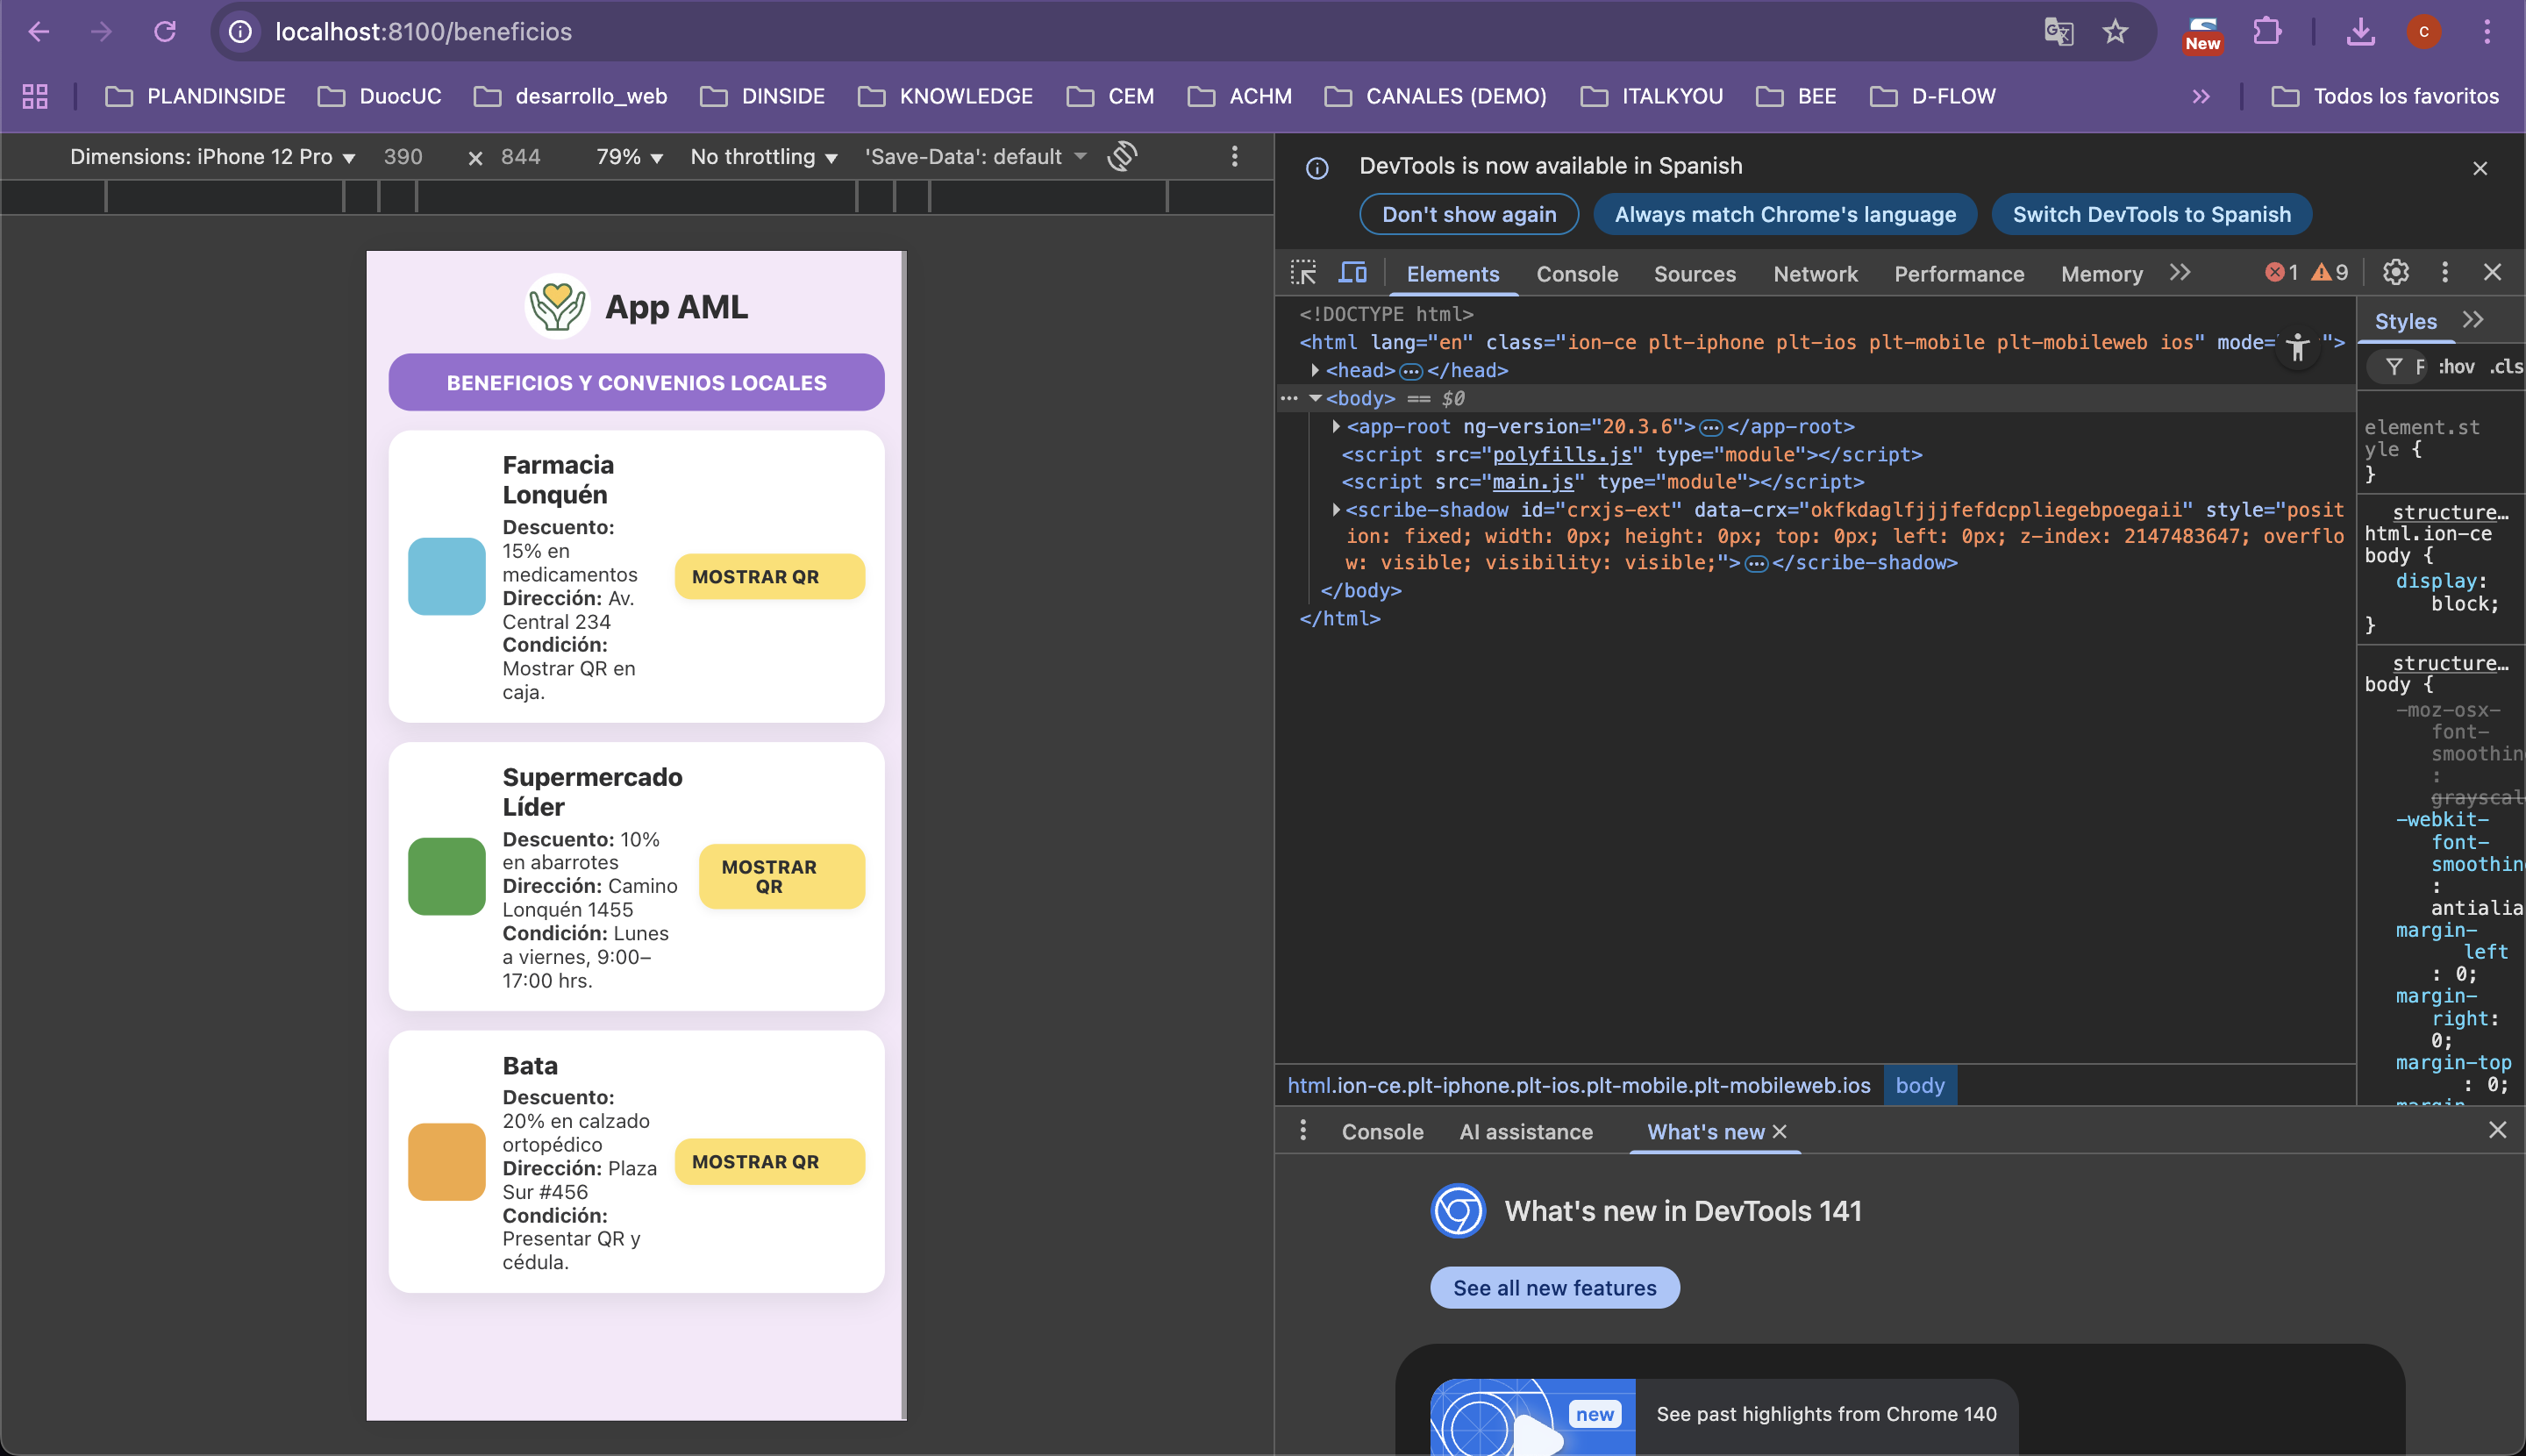 localhost:8100/beneficios
New
C
PLANDINSIDE
DuocUC
desarrollo_web
DINSIDE
KNOWLEDGE
CEM
ACHM
CANALES (DEMO)
ITALKYOU
BEE
D-FLOW
Todos los favoritos
Dimensions: iPhone 12 Pro 390 × 844 79% No throttling 'Save-Data': default
App AML
BENEFICIOS Y CONVENIOS LOCALES
Farmacia
Lonquén
Descuento:
15% en
medicamentos
Dirección: Av.
Central 234
Condición:
Mostrar QR en
caja.
MOSTRAR QR
Supermercado
Líder
Descuento: 10%
en abarrotes
Dirección: Camino
Lonquén 1455
Condición: Lunes
a viernes, 9:00–
17:00 hrs.
MOSTRAR
QR
Bata
Descuento:
20% en calzado
ortopédico
Dirección: Plaza
Sur #456
Condición:
Presentar QR y
cédula.
MOSTRAR QR
DevTools is now available in Spanish
Don't show again
Always match Chrome's language
Switch DevTools to Spanish
Elements Console Sources Network Performance Memory 1 9
<!DOCTYPE html>
<html lang="en" class="ion-ce plt-iphone plt-ios plt-mobile plt-mobileweb ios" mode=" ">
<head>…</head>
<body> == $0
<app-root ng-version="20.3.6">…</app-root>
<script src="polyfills.js" type="module"></script>
<script src="main.js" type="module"></script>
<scribe-shadow id="crxjs-ext" data-crx="okfkdaglfjjjfefdcppliegebpoegaii" style="posit
ion: fixed; width: 0px; height: 0px; top: 0px; left: 0px; z-index: 2147483647; overflo
w: visible; visibility: visible;">…</scribe-shadow>
</body>
</html>
Styles
F :hov .cls
element.st
yle {
}
structure…
html.ion-ce
body {
display:
block;
}
structure…
body {
-moz-osx-
font-
smoothin
:
grayscal
-webkit-
font-
smoothin
:
antialia
margin-
left
: 0;
margin-
right:
0;
margin-top
: 0;
margin-
html.ion-ce.plt-iphone.plt-ios.plt-mobile.plt-mobileweb.ios body
Console AI assistance What's new
What's new in DevTools 141
See all new features
new
See past highlights from Chrome 140